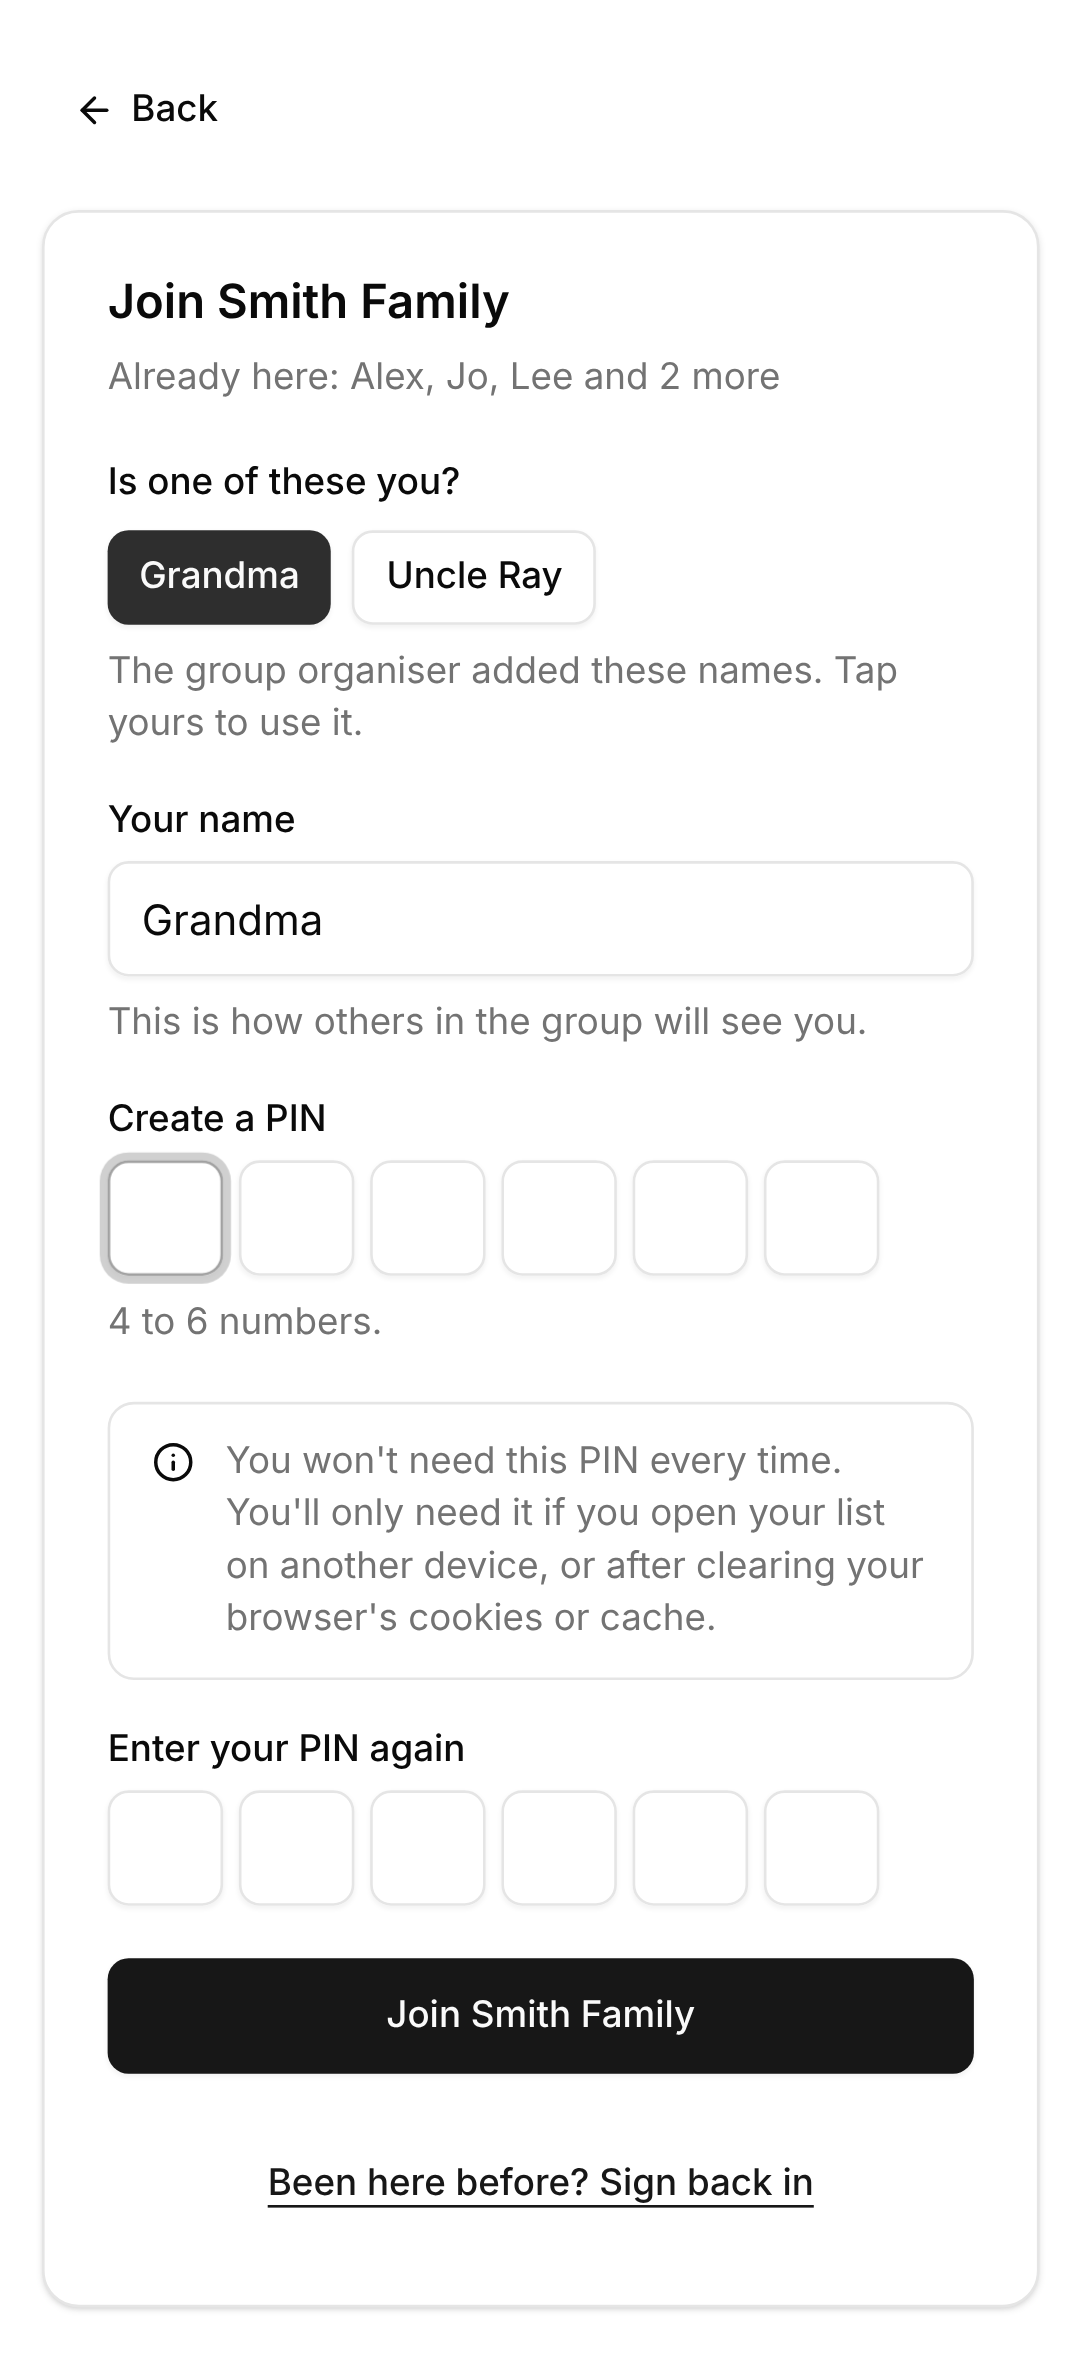 Back
Join Smith Family
Already here: Alex, Jo, Lee and 2 more
Is one of these you?
Grandma
Uncle Ray
The group organiser added these names. Tap
yours to use it.
Your name
Grandma
This is how others in the group will see you.
Create a PIN
4 to 6 numbers.
You won't need this PIN every time.
You'll only need it if you open your list
on another device, or after clearing your
browser's cookies or cache.
Enter your PIN again
Join Smith Family
Been here before? Sign back in